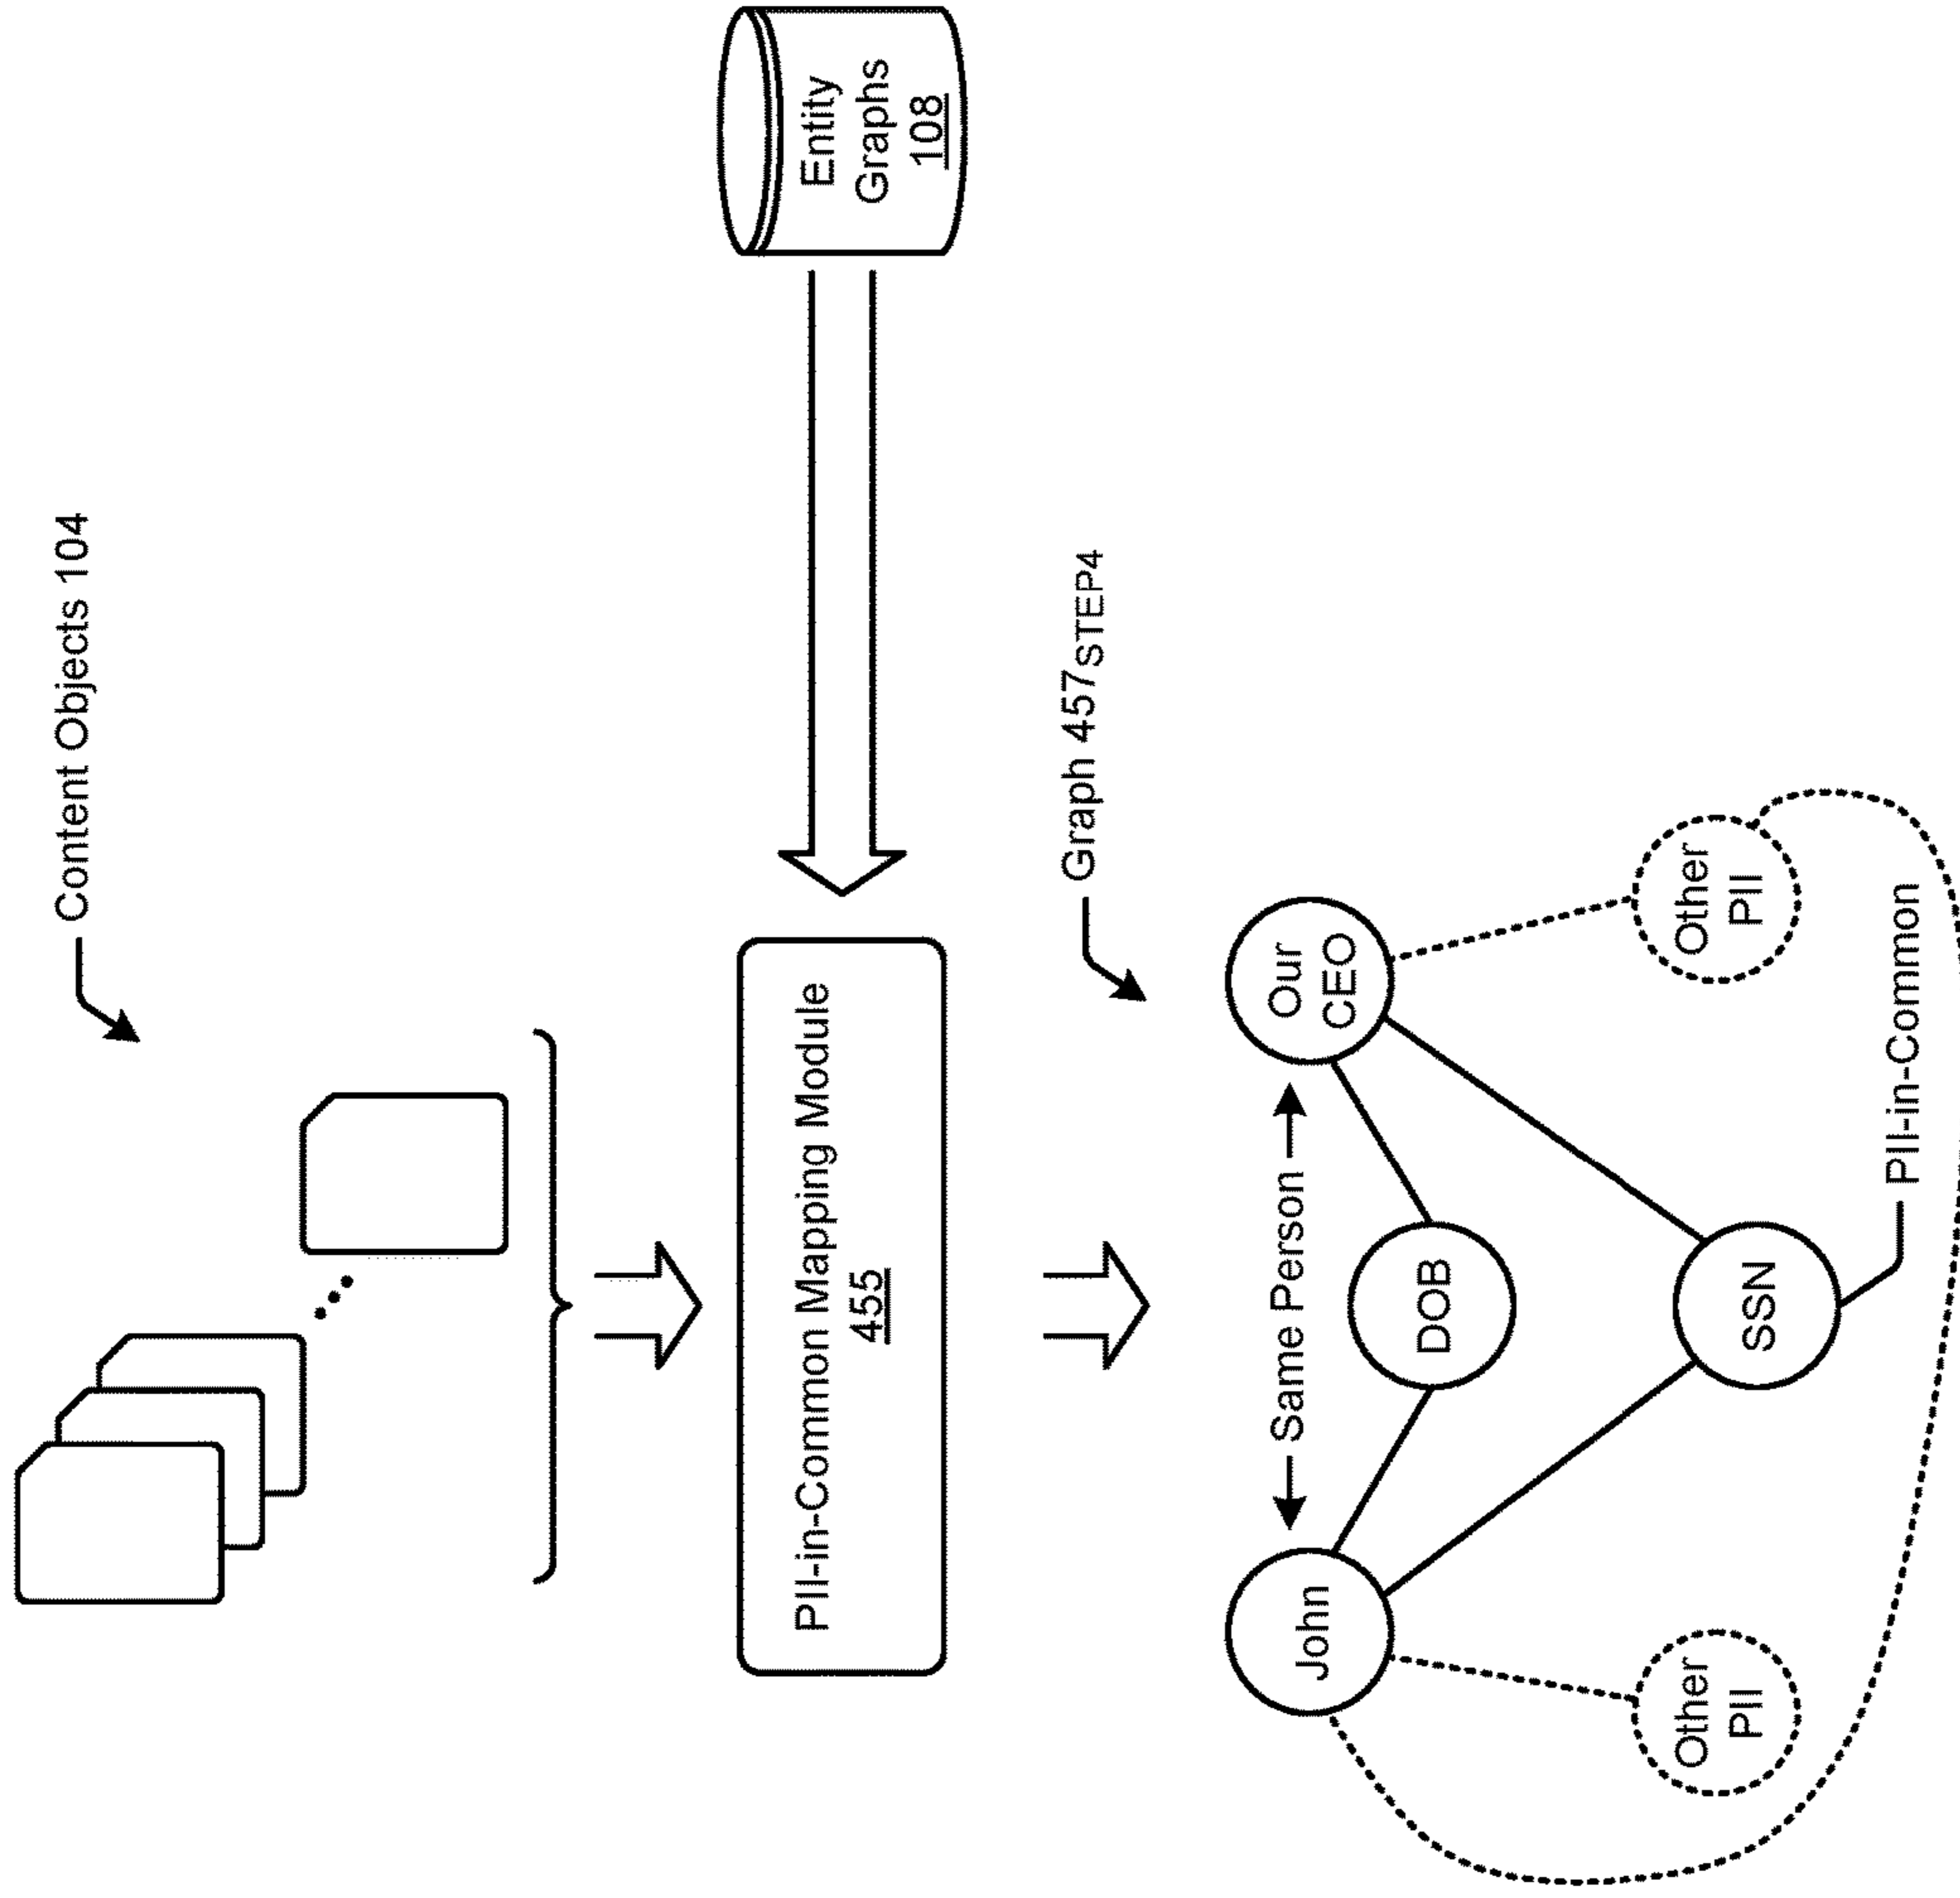 Content Objects 104
PII-in-Common Mapping Module
455
Entity
Graphs
108
Graph 457STEP4
John
Same Person
Our
CEO
DOB
SSN
Other
PII
Other
PII
PII-in-Common